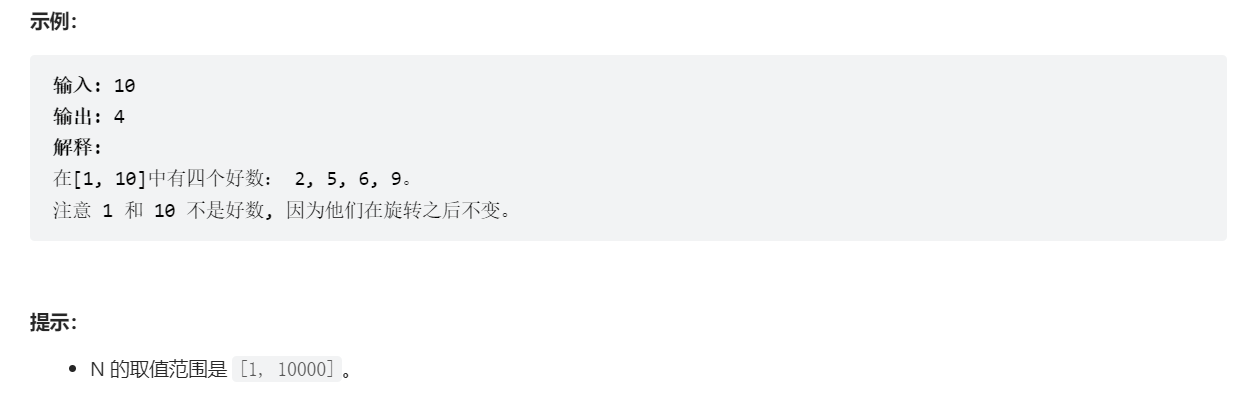 示例：
输入: 10
输出: 4
解释:
在[1, 10]中有四个好数： 2, 5, 6, 9。
注意 1 和 10 不是好数, 因为他们在旋转之后不变。
提示：
• N 的取值范围是 [1, 10000]。